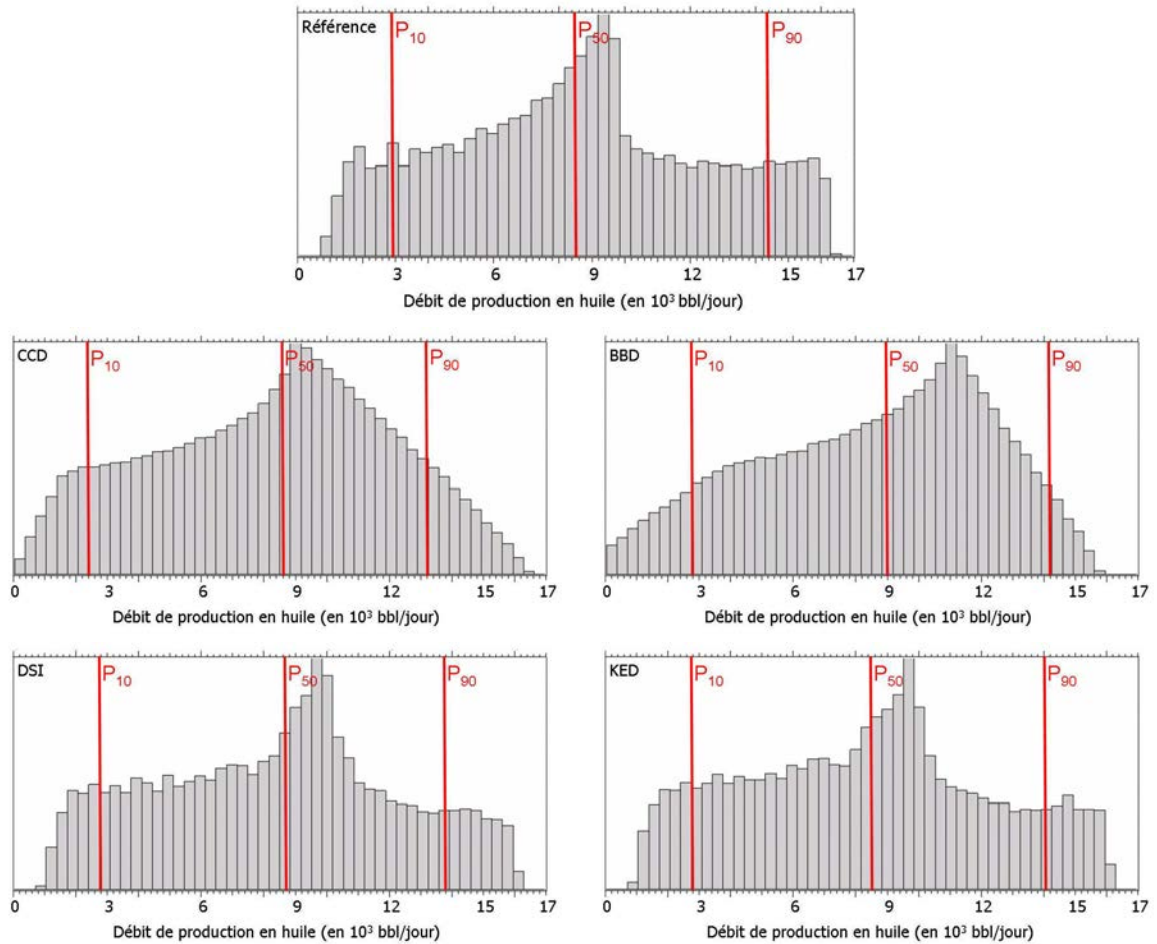 Référence
P10
P50
P90
0 3 6 9 12 15 17
Débit de production en huile (en 10³ bbl/jour)
CCD
P10
P50
P90
0 3 6 9 12 15 17
Débit de production en huile (en 10³ bbl/jour)
BBD
P10
P50
P90
0 3 6 9 12 15 17
Débit de production en huile (en 10³ bbl/jour)
DSI
P10
P50
P90
0 3 6 9 12 15 17
Débit de production en huile (en 10³ bbl/jour)
KED
P10
P50
P90
0 3 6 9 12 15 17
Débit de production en huile (en 10³ bbl/jour)